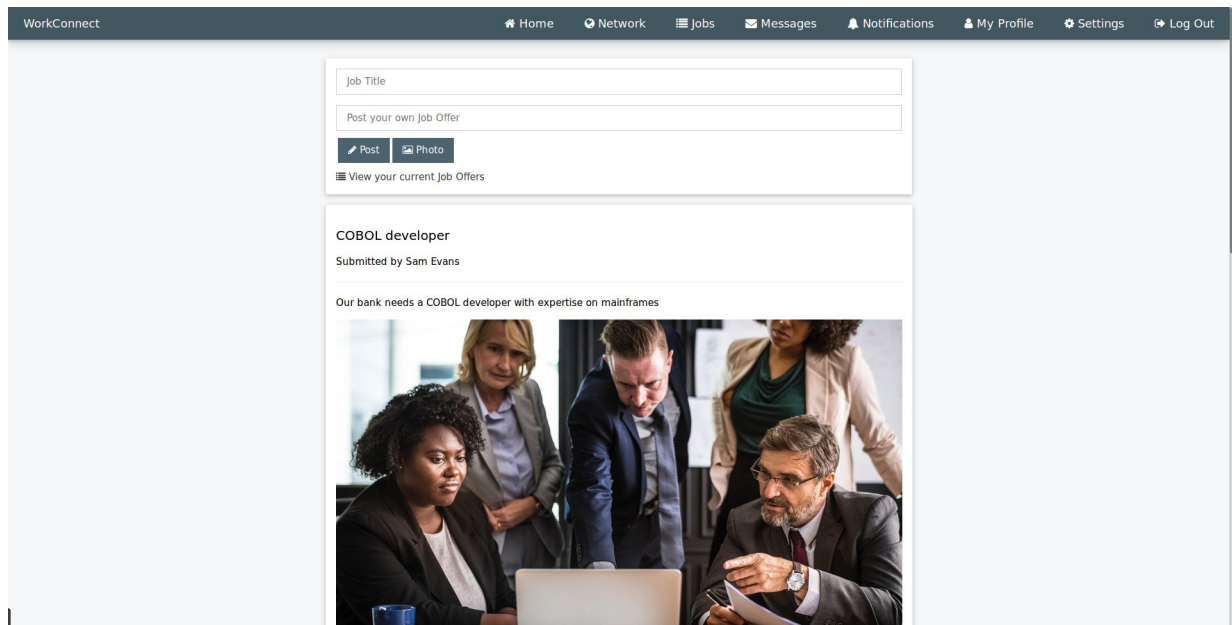 WorkConnect Home Network Jobs Messages Notifications My Profile Settings Log Out
Job Title
Post your own Job Offer
Post Photo
View your current Job Offers
COBOL developer
Submitted by Sam Evans
Our bank needs a COBOL developer with expertise on mainframes